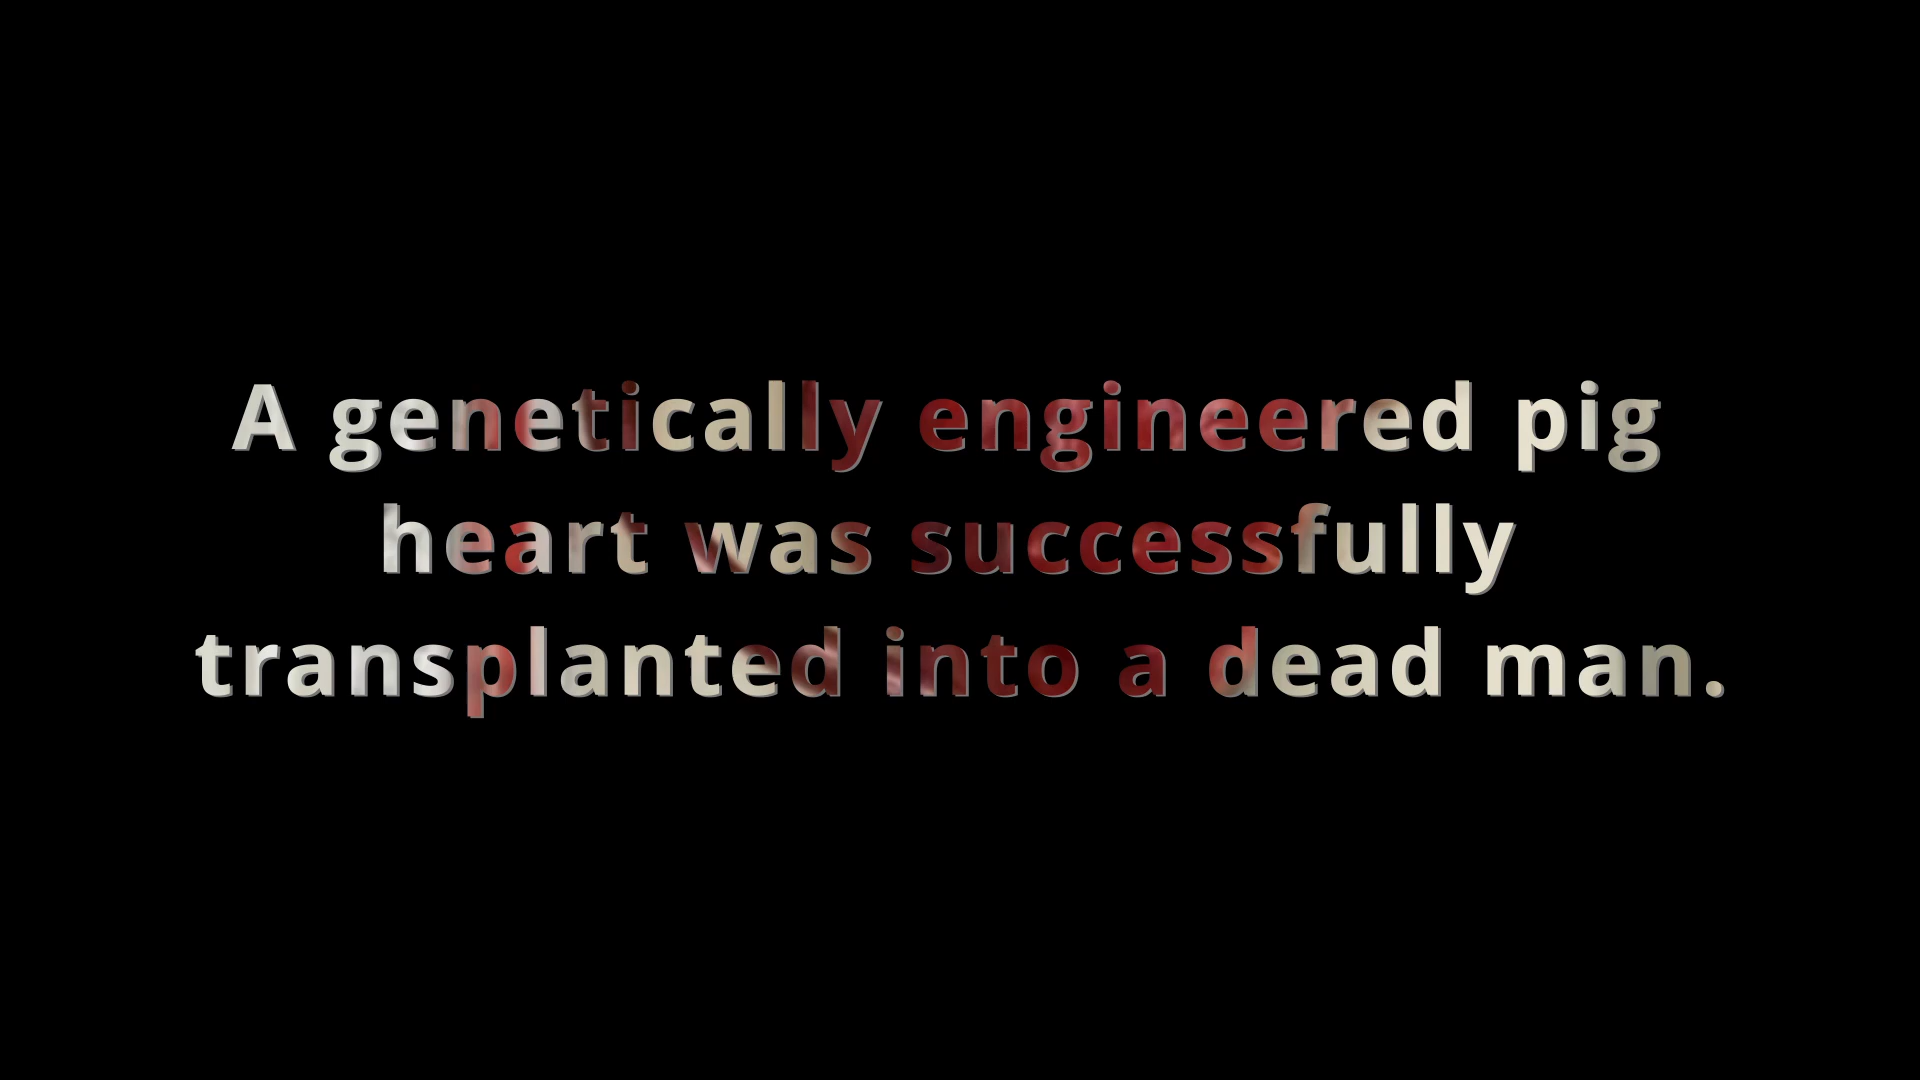 A genetically engineered pig
heart was successfully
transplanted into a dead man.